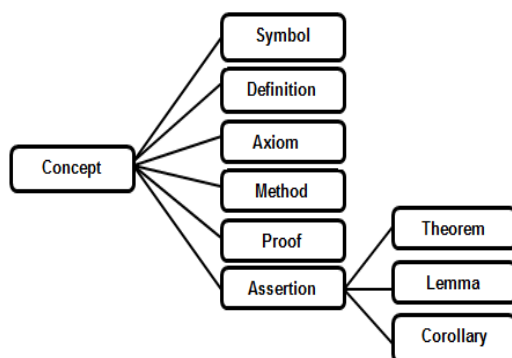 Symbol
Definition
Axiom
Concept
Method
Proof
Theorem
Assertion
Lemma
Corollary